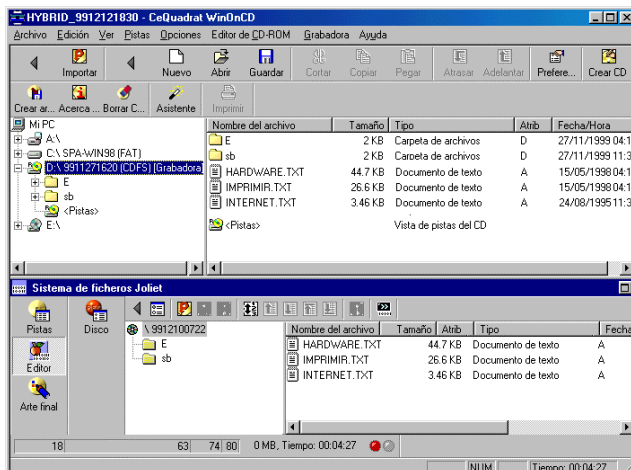 HYBRID_9912121830 - CeQuadrat WinOnCD
Archivo Edición Ver Pistas Opciones Editor de CD-ROM Grabadora Ayuda
Importar Nuevo Abrir Guardar Cortar Copiar Pegar Atrasar Adelantar Prefere... Crear CD
Crear ar... Acerca ... Borrar C... Asistente Imprimir
Mi PC
A:\
C:\ SPA-WIN98 (FAT)
D:\ 9911271620 (CDFS) [Grabadora
E
sb
<Pistas>
E:\
Nombre del archivo Tamaño Tipo Atrib Fecha/Hora
E 2 KB Carpeta de archivos D 27/11/1999 04:1
sb 2 KB Carpeta de archivos D 27/11/1999 11:3
HARDWARE.TXT 44.7 KB Documento de texto A 15/05/1998 04:1
IMPRIMIR.TXT 26.6 KB Documento de texto A 15/05/1998 04:1
INTERNET.TXT 3.46 KB Documento de texto A 24/08/1995 11:3
<Pistas> Vista de pistas del CD
Sistema de ficheros Joliet
Pistas
Editor
Arte final
Disco
\ 9912100722
E
sb
Nombre del archivo Tamaño Atrib Tipo Fecha
HARDWARE.TXT 44.7 KB Documento de texto A
IMPRIMIR.TXT 26.6 KB Documento de texto A
INTERNET.TXT 3.46 KB Documento de texto A
18 63 74 80 0 MB, Tiempo: 00:04:27
NUM Tiempo: 00:04:27